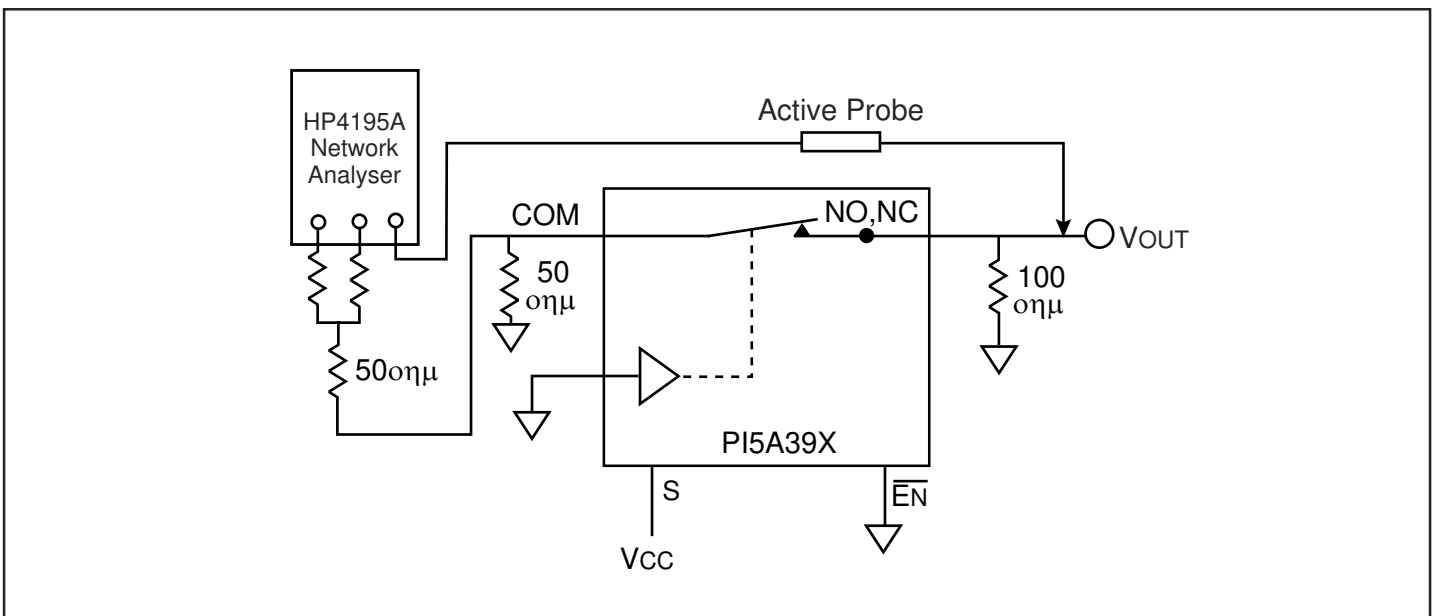 Active Probe
HP4195A
Network
Analyser
COM
NO,NC
VOUT
50
οημ
100
οημ
50οημ
PI5A39X
S
EN
VCC